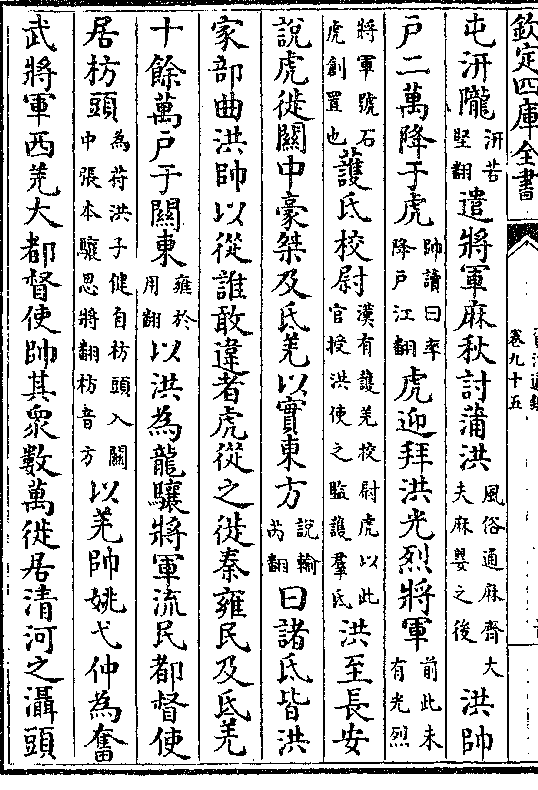 欽定四庫全書
卷九十五
屯汧隴汧苦堅翻遣將軍麻秋討蒲洪風俗通麻齊大夫麻嬰之後洪帥
戶二萬降于虎帥讀曰率降戶江翻虎迎拜洪光烈將軍前此未有光烈
將軍號石虎創置也護氐校尉漢有護羌校尉虎以此官授洪使之監護羣氐洪至長安
說虎徙關中豪桀及氐羌以實東方說輸芮翻曰諸氐皆洪
家部曲洪帥以從誰敢違者虎從之徙秦雍民及氐羌
十餘萬戶于關東雍於用翻以洪為龍驤將軍流民都督使
居枋頭為苻洪子健自枋頭入關中張本驤思將翻枋音方以羌帥姚弋仲為奮
武將軍西羌大都督使帥其衆數萬徙居清河之灄頭